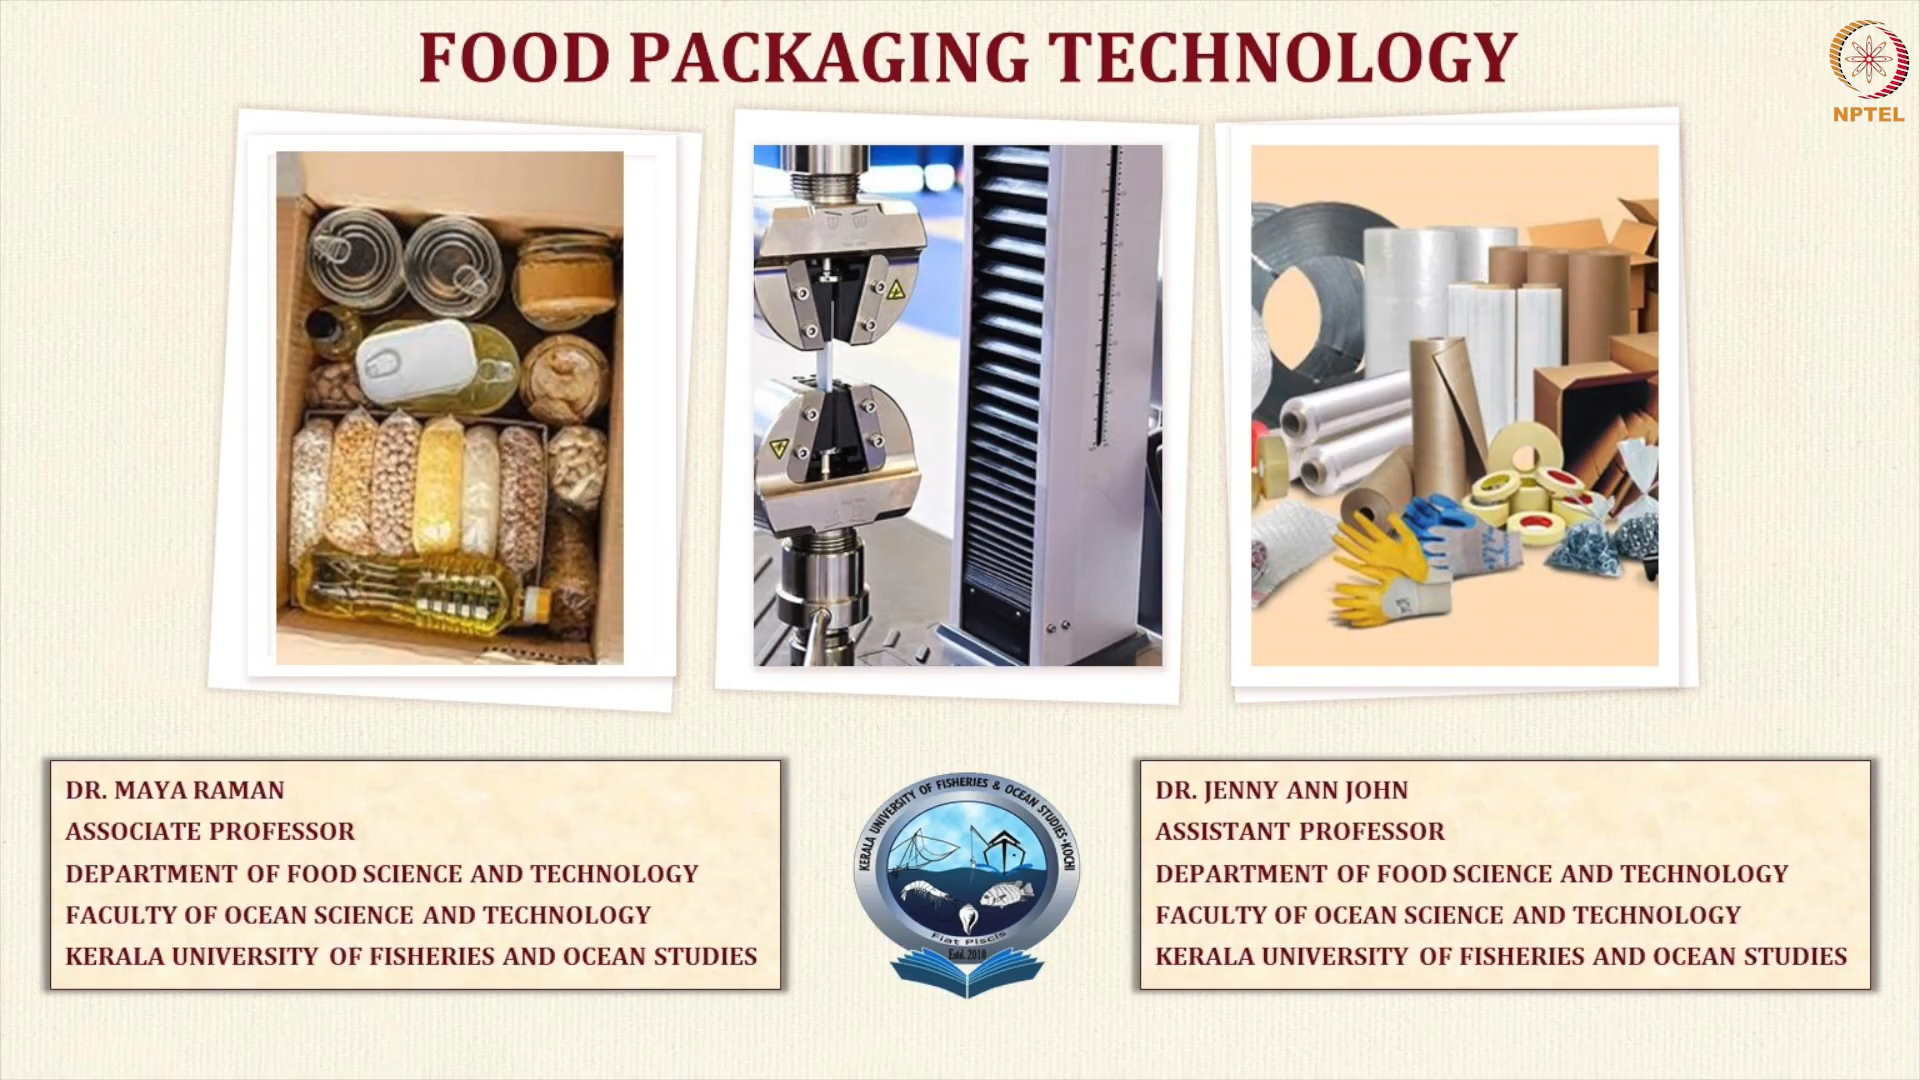 FOOD PACKAGING TECHNOLOGY
NPTEL
DR. MAYA RAMAN
ASSOCIATE PROFESSOR
DEPARTMENT OF FOOD SCIENCE AND TECHNOLOGY
FACULTY OF OCEAN SCIENCE AND TECHNOLOGY
KERALA UNIVERSITY OF FISHERIES AND OCEAN STUDIES
KERALA UNIVERSITY OF FISHERIES & OCEAN STUDIES-KOCHI
Fiat Piscis
Estd. 2010
DR. JENNY ANN JOHN
ASSISTANT PROFESSOR
DEPARTMENT OF FOOD SCIENCE AND TECHNOLOGY
FACULTY OF OCEAN SCIENCE AND TECHNOLOGY
KERALA UNIVERSITY OF FISHERIES AND OCEAN STUDIES